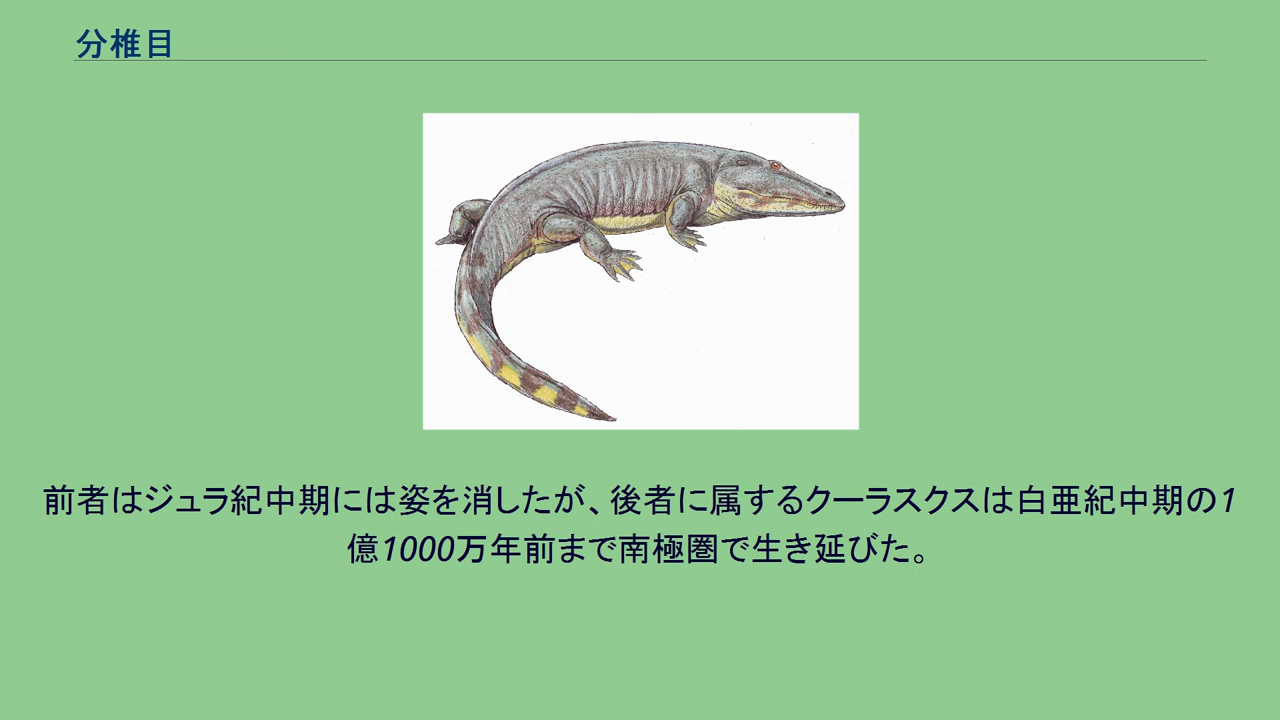 分椎目
前者はジュラ紀中期には姿を消したが、後者に属するクーラスクスは白亜紀中期の1
億1000万年前まで南極圏で生き延びた。